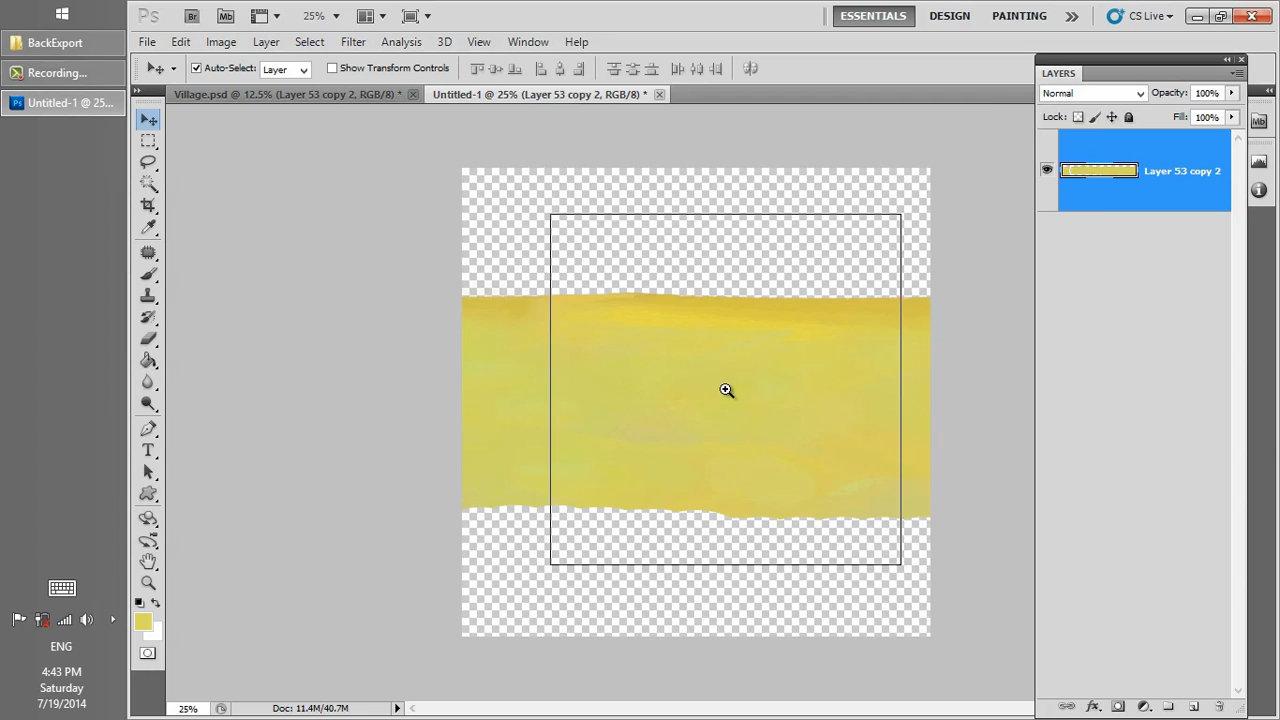 BackExport
Recording...
Untitled-1 @ 25...
ENG
4:43 PM
Saturday
7/19/2014
Ps
Br
Mb
25%
ESSENTIALS
DESIGN
PAINTING
CS Live
File Edit Image Layer Select Filter Analysis 3D View Window Help
Auto-Select: Layer Show Transform Controls
Village.psd @ 12.5% (Layer 53 copy 2, RGB/8) *
Untitled-1 @ 25% (Layer 53 copy 2, RGB/8) *
LAYERS
Normal Opacity: 100%
Lock: Fill: 100%
Layer 53 copy 2
Mb
25% Doc: 11.4M/40.7M